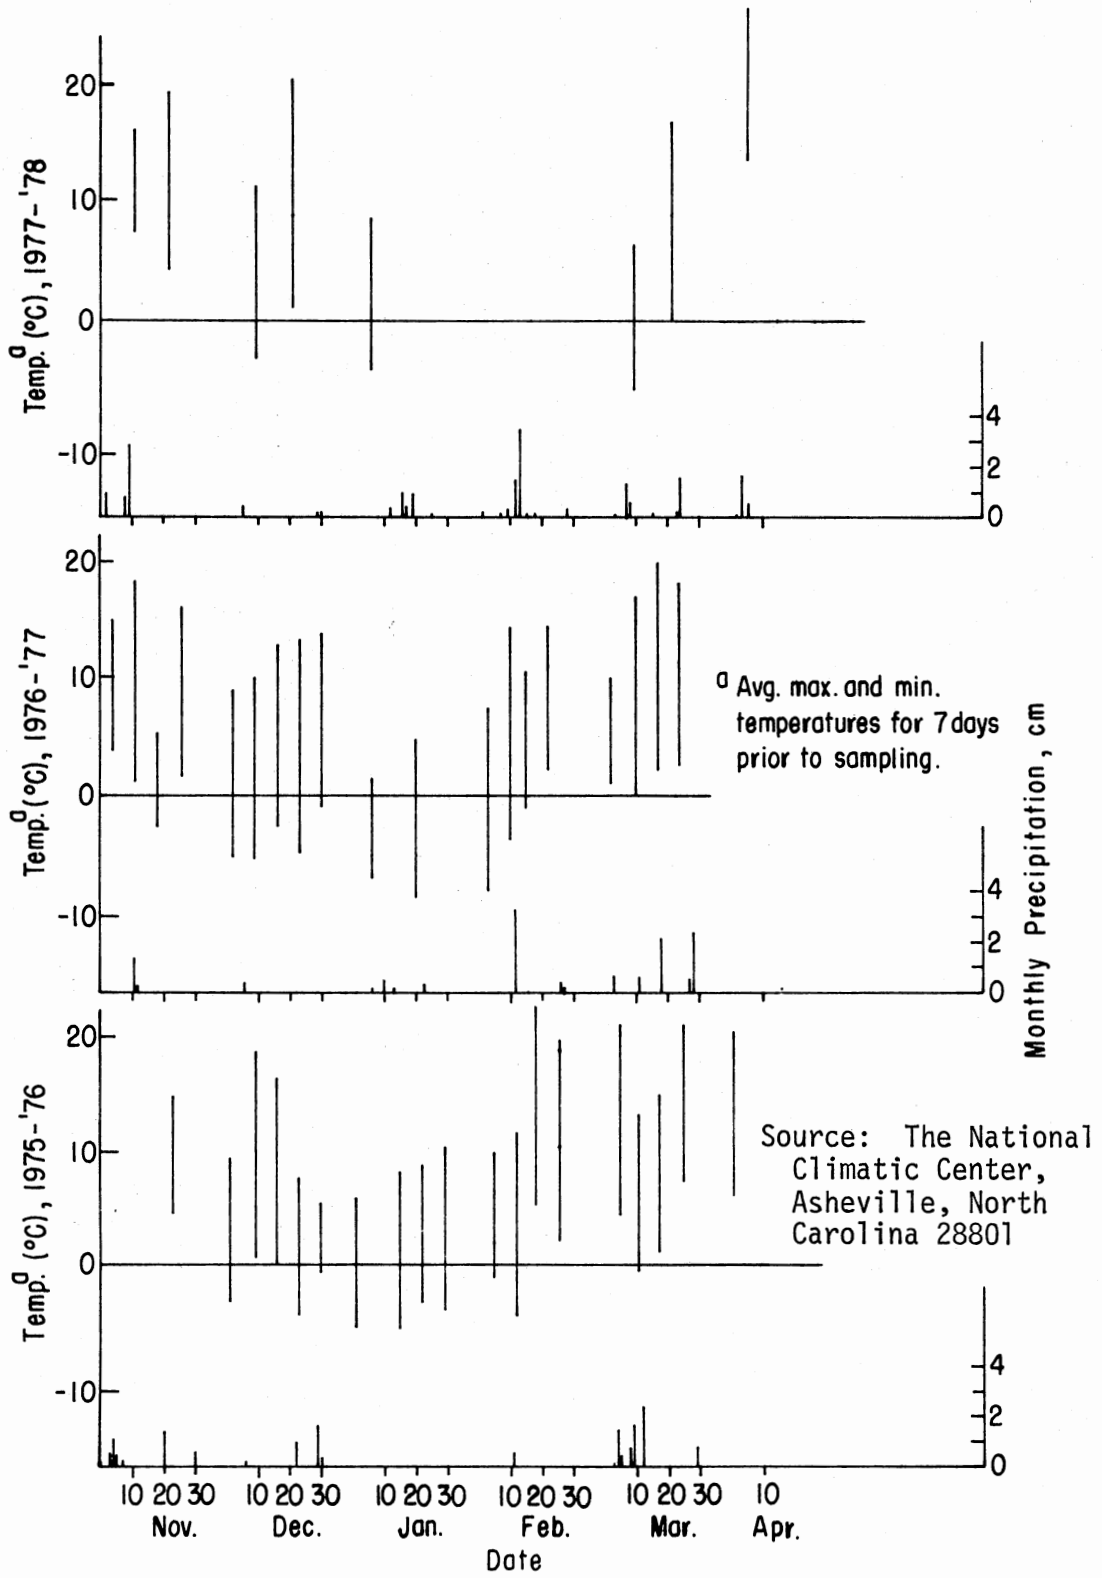 Temp.ᵃ (°C), 1977-'78
20
10
0
-10
4
2
0
Temp.ᵃ (°C), 1976-'77
20
10
0
-10
4
2
0
ᵃ Avg. max. and min.
temperatures for 7 days
prior to sampling.
Monthly Precipitation, cm
Temp.ᵃ (°C), 1975-'76
20
10
0
-10
4
2
0
Source: The National
Climatic Center,
Asheville, North
Carolina 28801
10 20 30 10 20 30 10 20 30 10 20 30 10 20 30 10
Nov. Dec. Jan. Feb. Mar. Apr.
Date